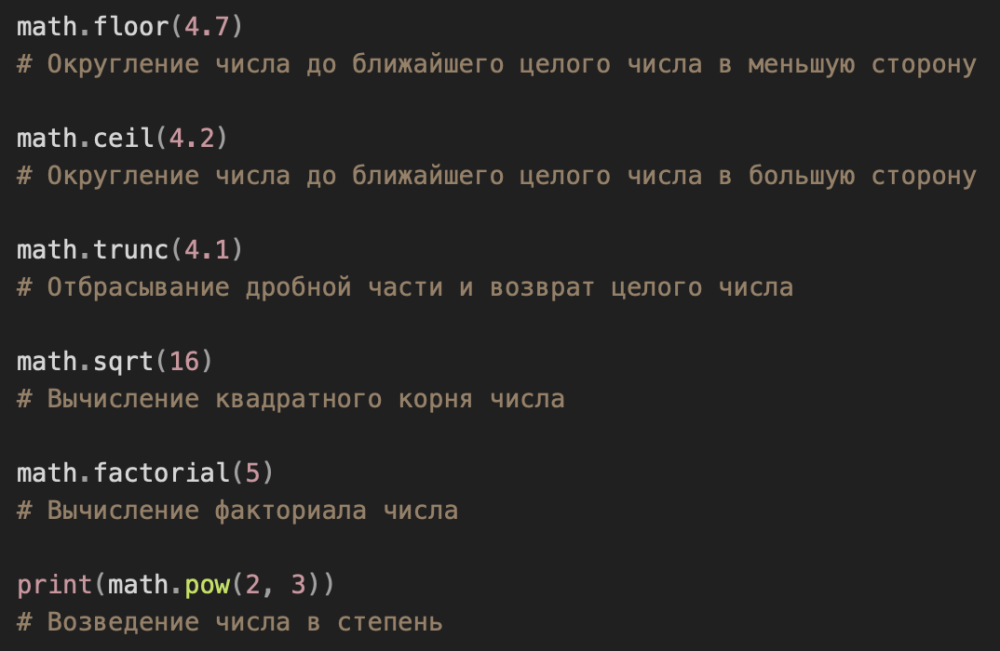 math.floor(4.7)
# Округление числа до ближайшего целого числа в меньшую сторону
math.ceil(4.2)
# Округление числа до ближайшего целого числа в большую сторону
math.trunc(4.1)
# Отбрасывание дробной части и возврат целого числа
math.sqrt(16)
# Вычисление квадратного корня числа
math.factorial(5)
# Вычисление факториала числа
print(math.pow(2, 3))
# Возведение числа в степень